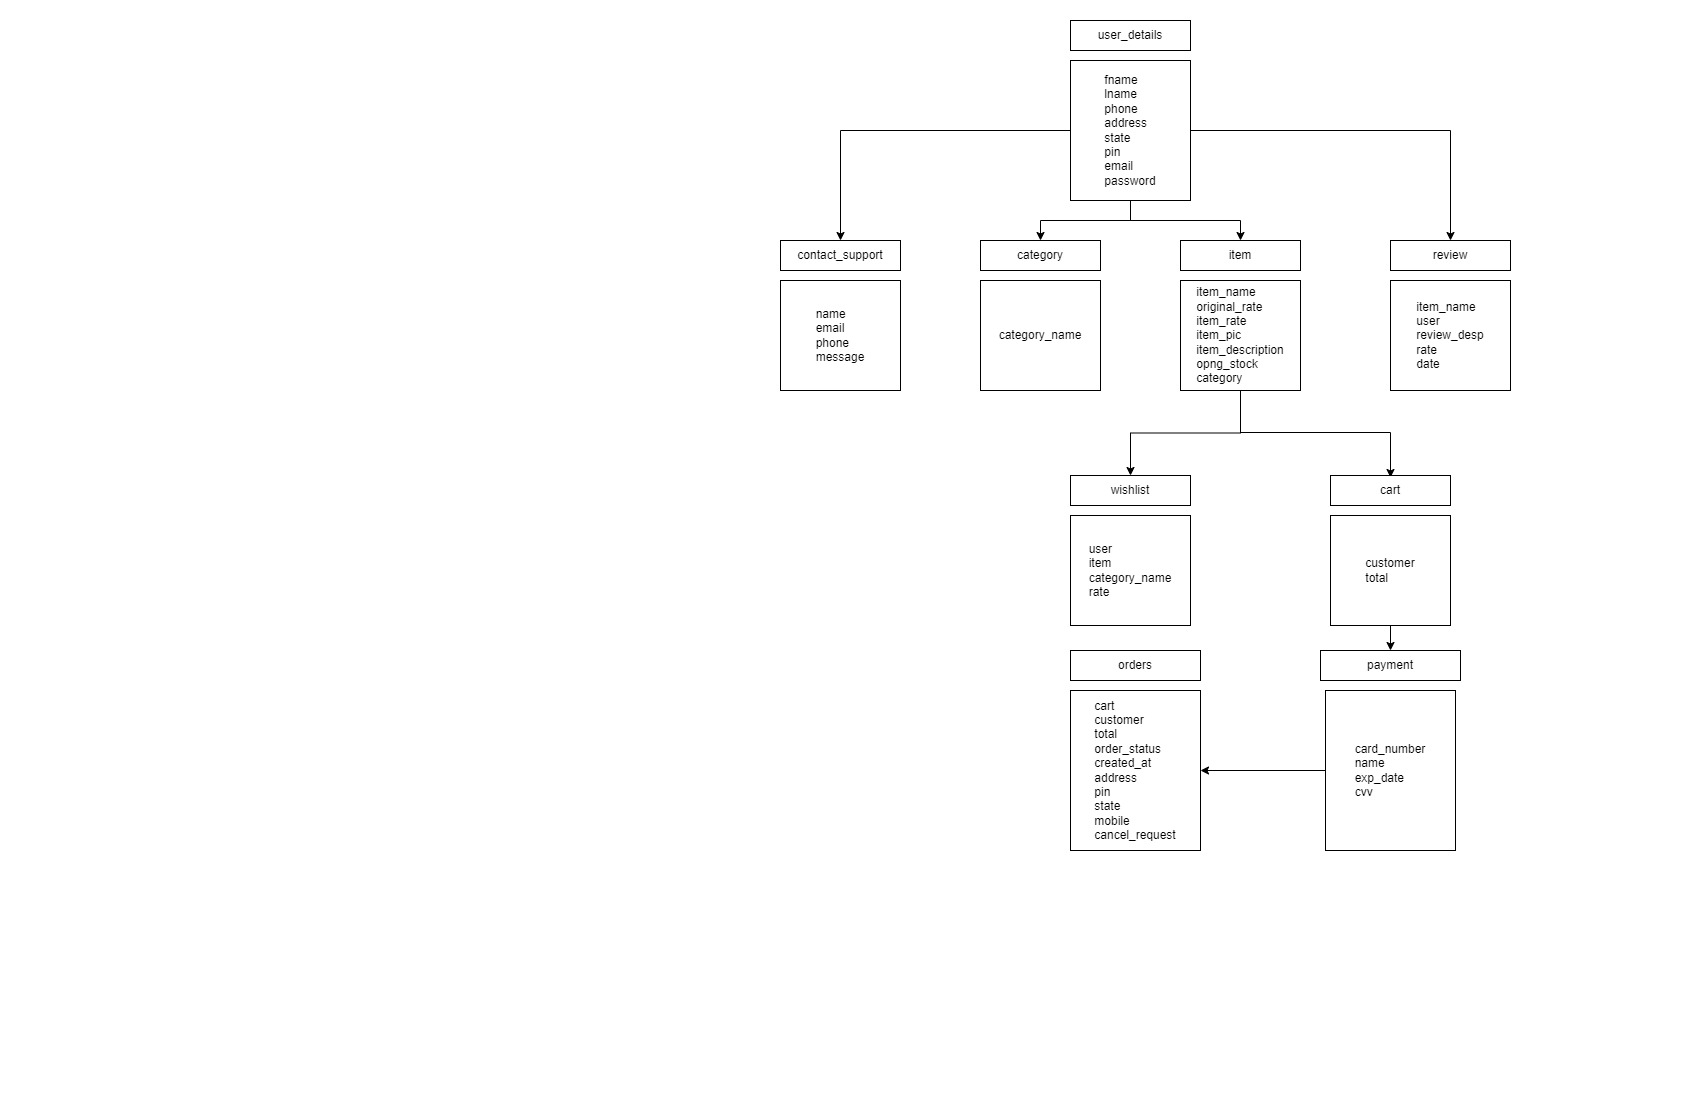 user_details
fname
lname
phone
address
state
pin
email
password
contact_support
name
email
phone
message
category
category_name
item
item_name
original_rate
item_rate
item_pic
item_description
opng_stock
category
review
item_name
user
review_desp
rate
date
wishlist
user
item
category_name
rate
cart
customer
total
orders
cart
customer
total
order_status
created_at
address
pin
state
mobile
cancel_request
payment
card_number
name
exp_date
cvv